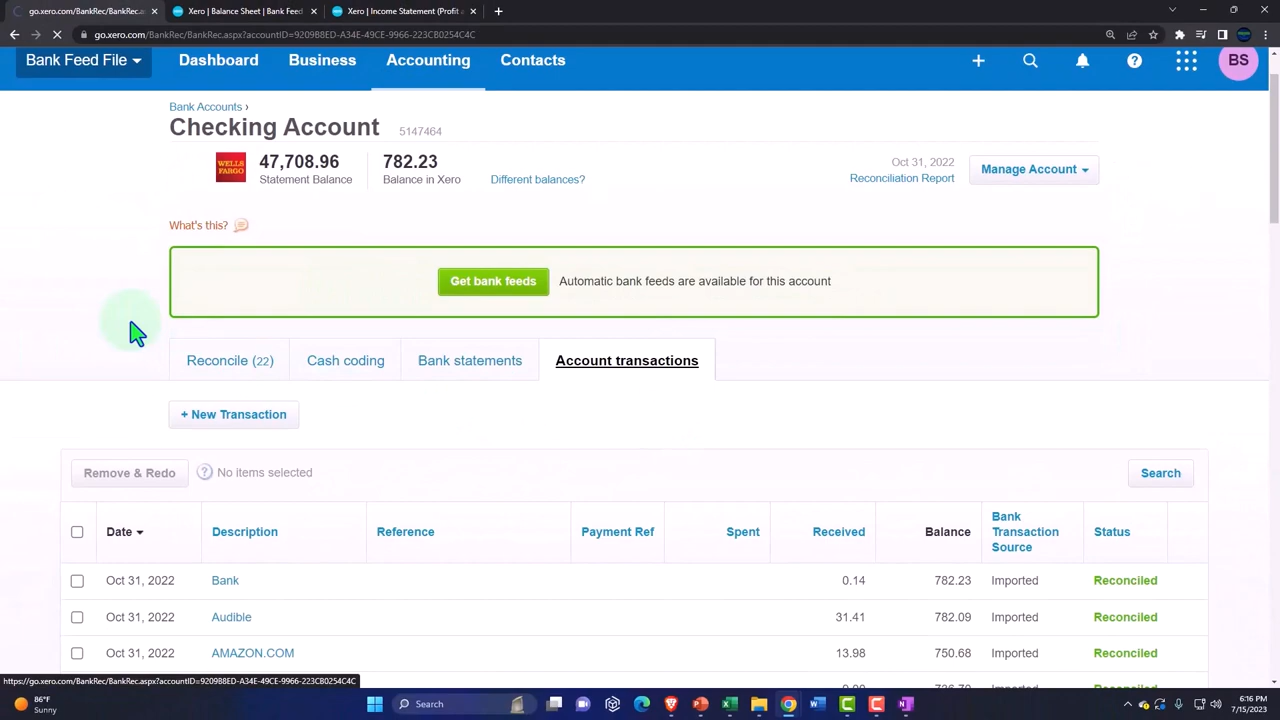 go.xero.com/BankRec/BankRec.aspx?a
Xero | Balance Sheet | Bank Feed
Xero | Income Statement (Profit a
go.xero.com/BankRec/BankRec.aspx?accountID=9209B8ED-A34E-49CE-9966-223CB0254C4C
Bank Feed File
Dashboard
Business
Accounting
Contacts
BS
Bank Accounts ›
Checking Account
5147464
WELLS FARGO
47,708.96
782.23
Oct 31, 2022
Manage Account
Statement Balance
Balance in Xero
Different balances?
Reconciliation Report
What's this?
Get bank feeds
Automatic bank feeds are available for this account
Reconcile (22)
Cash coding
Bank statements
Account transactions
+ New Transaction
Remove & Redo
? No items selected
Search
Date
Description
Reference
Payment Ref
Spent
Received
Balance
Bank Transaction Source
Status
Oct 31, 2022 Bank 0.14 782.23 Imported Reconciled
Oct 31, 2022 Audible 31.41 782.09 Imported Reconciled
Oct 31, 2022 AMAZON.COM 13.98 750.68 Imported Reconciled
https://go.xero.com/BankRec/BankRec.aspx?accountID=9209B8ED-A34E-49CE-9966-223CB0254C4C
86°F
Sunny
Search
6:16 PM
7/15/2023